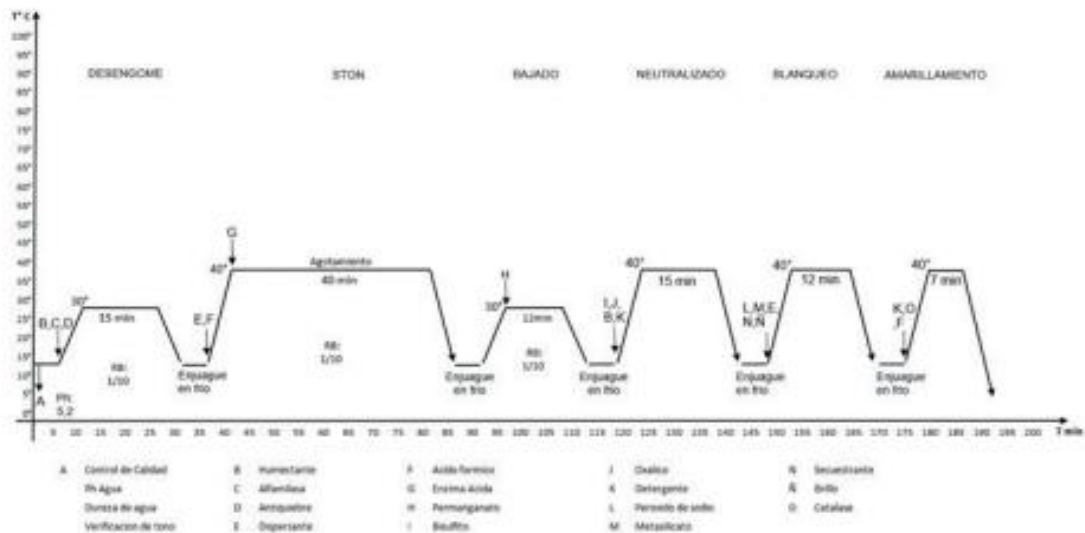 T° C
100°
95°
90°
85°
80°
75°
70°
65°
60°
55°
50°
45°
40°
35°
30°
25°
20°
15°
10°
5°
0°
DESENGOME
STON
BAJADO
NEUTRALIZADO
BLANQUEO
AMARILLAMIENTO
A
Ph:
5,2
B,C,D
30°
15 min
RB:
1/10
Enjuague
en frio
E,F
G
40°
Agotamiento
40 min
RB:
1/10
Enjuague
en frio
H
30°
12min
RB:
1/10
Enjuague
en frio
I,J,
B,K
40°
15 min
Enjuague
en frio
L,M,E,
N,Ñ
40°
12 min
Enjuague
en frio
K,O
,F
40°
7 min
5 10 15 20 25 30 35 40 45 50 55 60 65 70 75 80 85 90 95 100 105 110 115 120 125 130 135 140 145 150 155 160 165 170 175 180 185 190 195 200 T min
A Control de Calidad
Ph Agua
Dureza de agua
Verificacion de tono
B Humectante
C Alfamilasa
D Antiquiebre
E Dispersante
F Acido formico
G Enzima Acida
H Permanganato
I Bisulfito
J Oxalico
K Detergente
L Peroxido de sodio
M Metasilicato
N Secuestrante
Ñ Brillo
O Catalasa